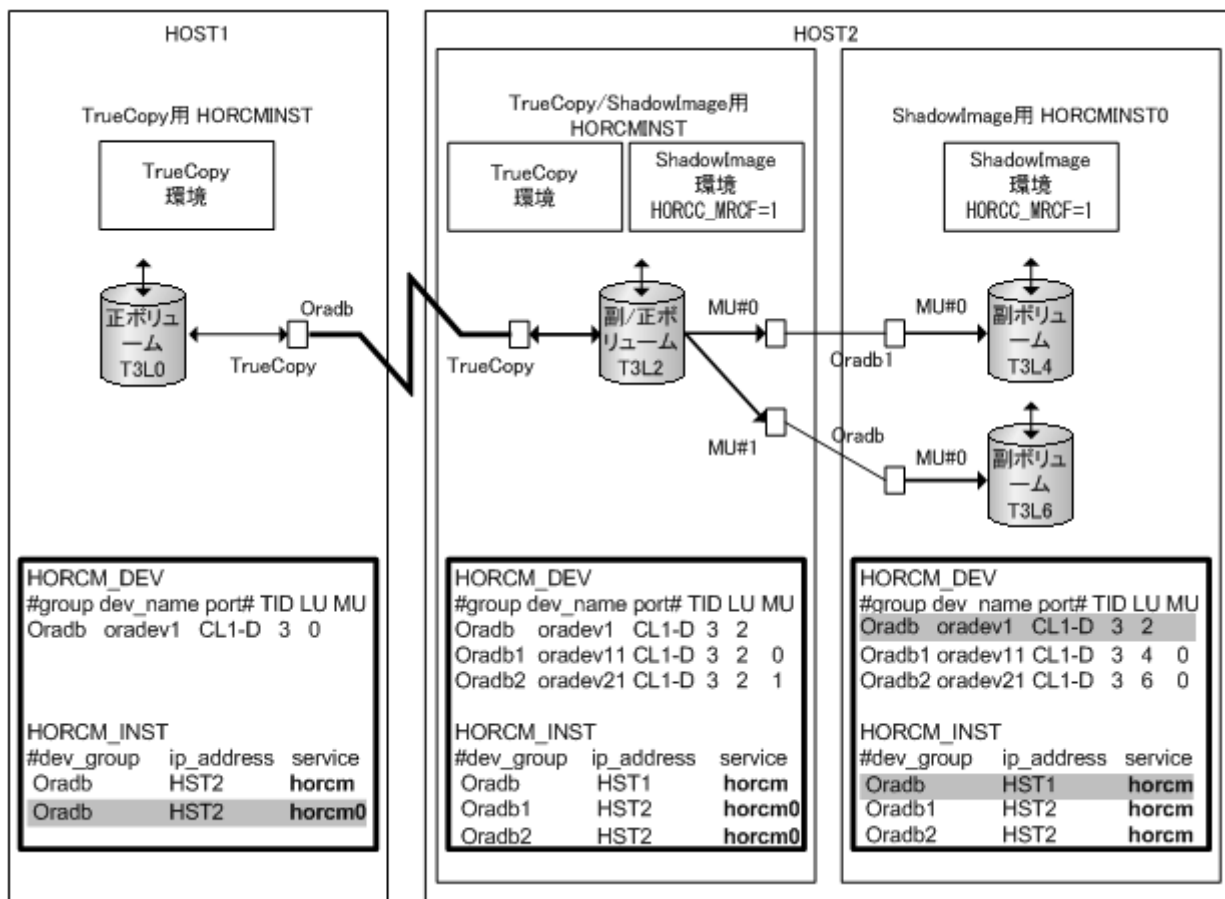 HOST1
TrueCopy用 HORCMINST
TrueCopy
環境
正ボリュ
ーム
T3L0
Oradb
TrueCopy
HORCM_DEV
#group dev_name port# TID LU MU
Oradb oradev1 CL1-D 3 0
HORCM_INST
#dev_group ip_address service
Oradb HST2 horcm
Oradb HST2 horcm0
HOST2
TrueCopy/ShadowImage用
HORCMINST
TrueCopy
環境
ShadowImage
環境
HORCC_MRCF=1
TrueCopy
副/正ボ
リューム
T3L2
MU#0
MU#1
Oradb1
Oradb
HORCM_DEV
#group dev_name port# TID LU MU
Oradb oradev1 CL1-D 3 2
Oradb1 oradev11 CL1-D 3 2 0
Oradb2 oradev21 CL1-D 3 2 1
HORCM_INST
#dev_group ip_address service
Oradb HST1 horcm
Oradb1 HST2 horcm0
Oradb2 HST2 horcm0
ShadowImage用 HORCMINST0
ShadowImage
環境
HORCC_MRCF=1
MU#0
副ボリュ
ーム
T3L4
MU#0
副ボリュ
ーム
T3L6
HORCM_DEV
#group dev_name port# TID LU MU
Oradb oradev1 CL1-D 3 2
Oradb1 oradev11 CL1-D 3 4 0
Oradb2 oradev21 CL1-D 3 6 0
HORCM_INST
#dev_group ip_address service
Oradb HST1 horcm
Oradb1 HST2 horcm
Oradb2 HST2 horcm